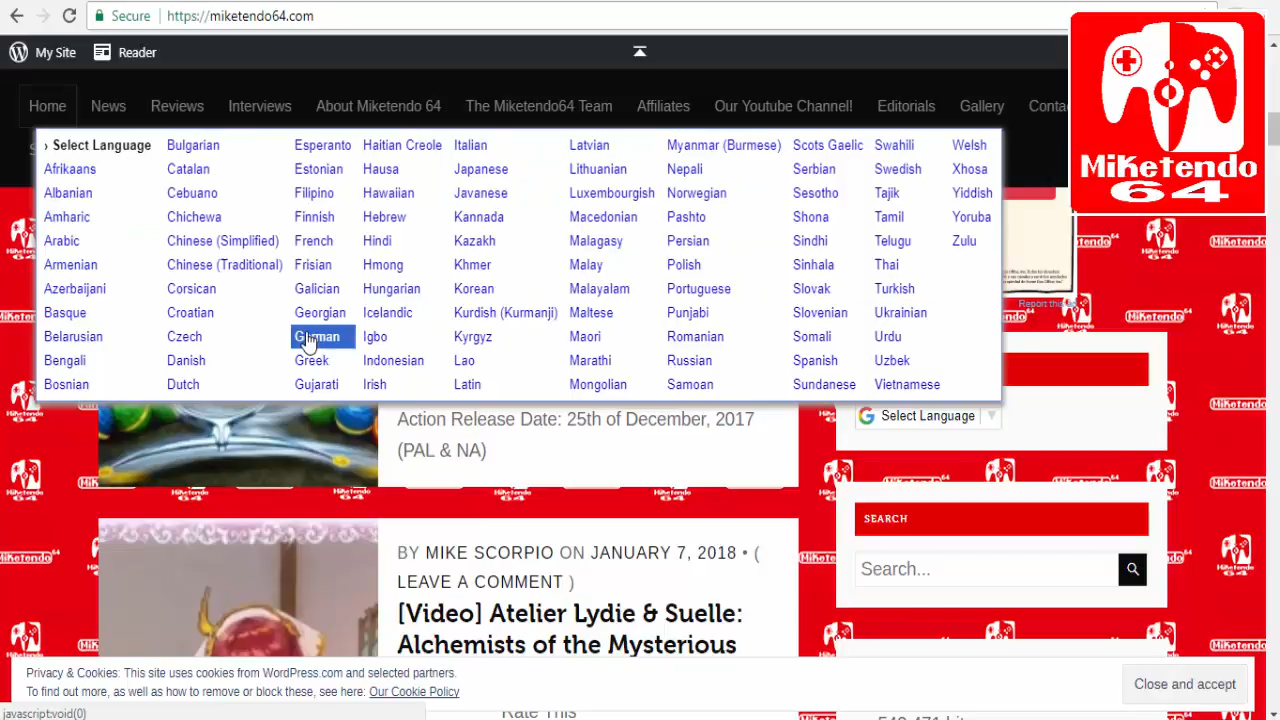 Secure https://miketendo64.com
My Site Reader
Home News Reviews Interviews About Miketendo 64 The Miketendo64 Team Affiliates Our Youtube Channel! Editorials Gallery
MiKetendo
64
› Select Language Bulgarian Esperanto Haitian Creole Italian Latvian Myanmar (Burmese) Scots Gaelic Swahili Welsh
Afrikaans Catalan Estonian Hausa Japanese Lithuanian Nepali Serbian Swedish Xhosa
Albanian Cebuano Filipino Hawaiian Javanese Luxembourgish Norwegian Sesotho Tajik Yiddish
Amharic Chichewa Finnish Hebrew Kannada Macedonian Pashto Shona Tamil Yoruba
Arabic Chinese (Simplified) French Hindi Kazakh Malagasy Persian Sindhi Telugu Zulu
Armenian Chinese (Traditional) Frisian Hmong Khmer Malay Polish Sinhala Thai
Azerbaijani Corsican Galician Hungarian Korean Malayalam Portuguese Slovak Turkish
Basque Croatian Georgian Icelandic Kurdish (Kurmanji) Maltese Punjabi Slovenian Ukrainian
Belarusian Czech German Igbo Kyrgyz Maori Romanian Somali Urdu
Bengali Danish Greek Indonesian Lao Marathi Russian Spanish Uzbek
Bosnian Dutch Gujarati Irish Latin Mongolian Samoan Sundanese Vietnamese
Report this
Action Release Date: 25th of December, 2017
(PAL & NA)
Select Language
SEARCH
Search...
BY MIKE SCORPIO ON JANUARY 7, 2018 • (
LEAVE A COMMENT )
[Video] Atelier Lydie & Suelle:
Alchemists of the Mysterious
Privacy & Cookies: This site uses cookies from WordPress.com and selected partners.
To find out more, as well as how to remove or block these, see here: Our Cookie Policy
Close and accept
Rate This
javascript:void(0)